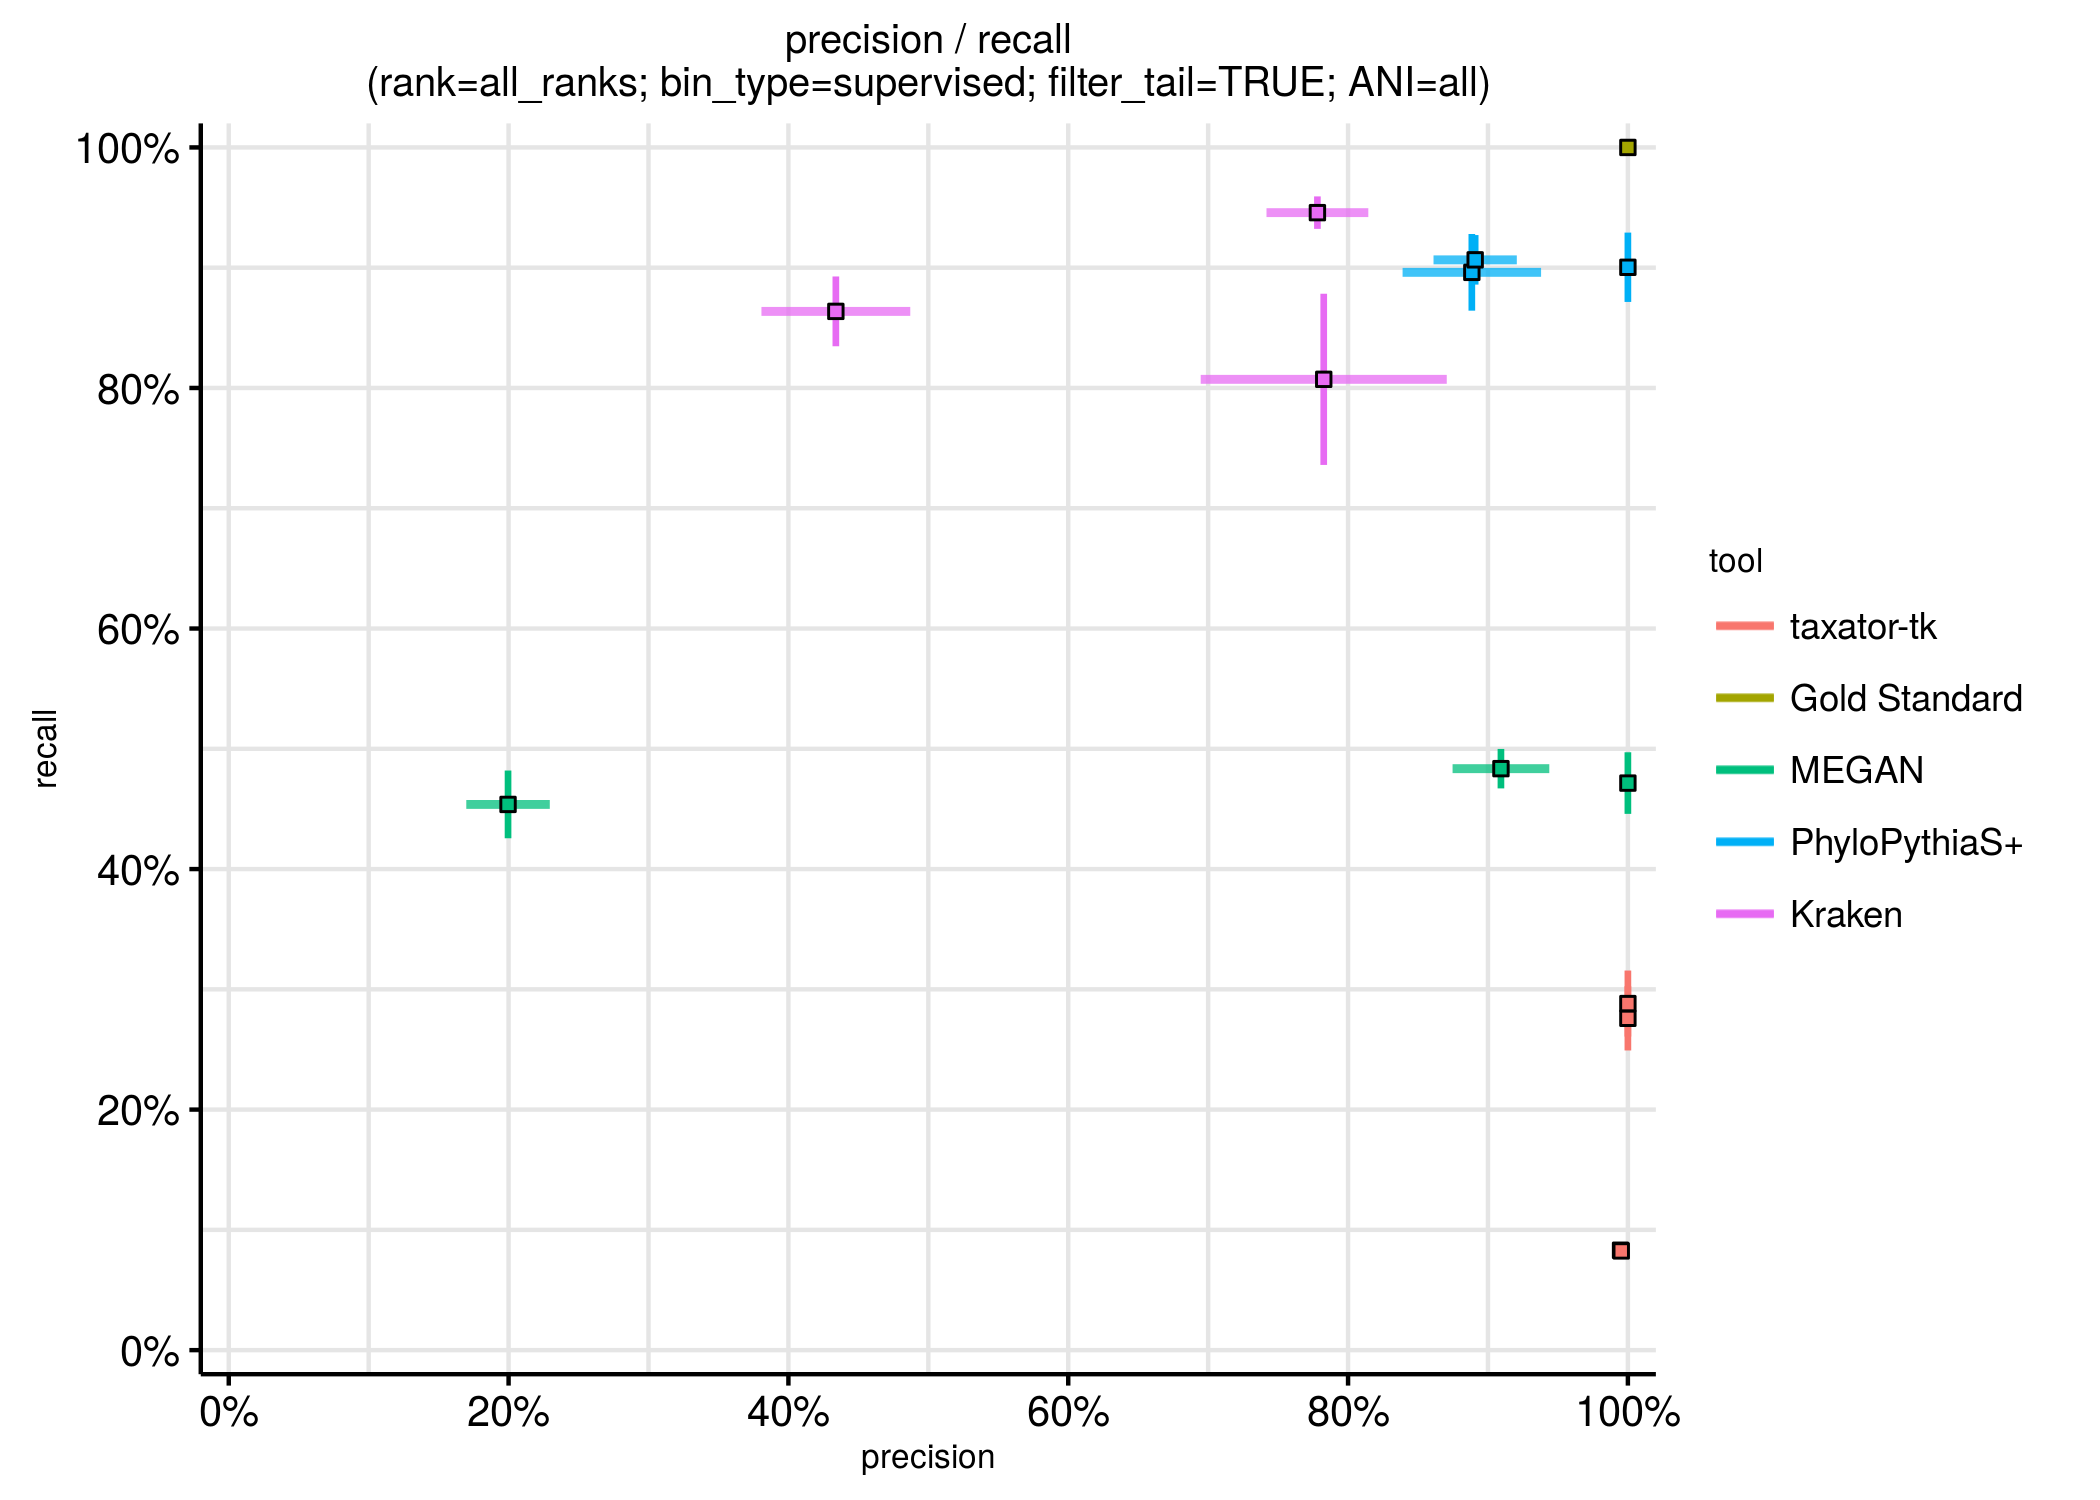 precision / recall
(rank=all_ranks; bin_type=supervised; filter_tail=TRUE; ANI=all)
100%
80%
60%
40%
20%
0%
recall
0%
20%
40%
60%
80%
100%
precision
tool
taxator-tk
Gold Standard
MEGAN
PhyloPythiaS+
Kraken